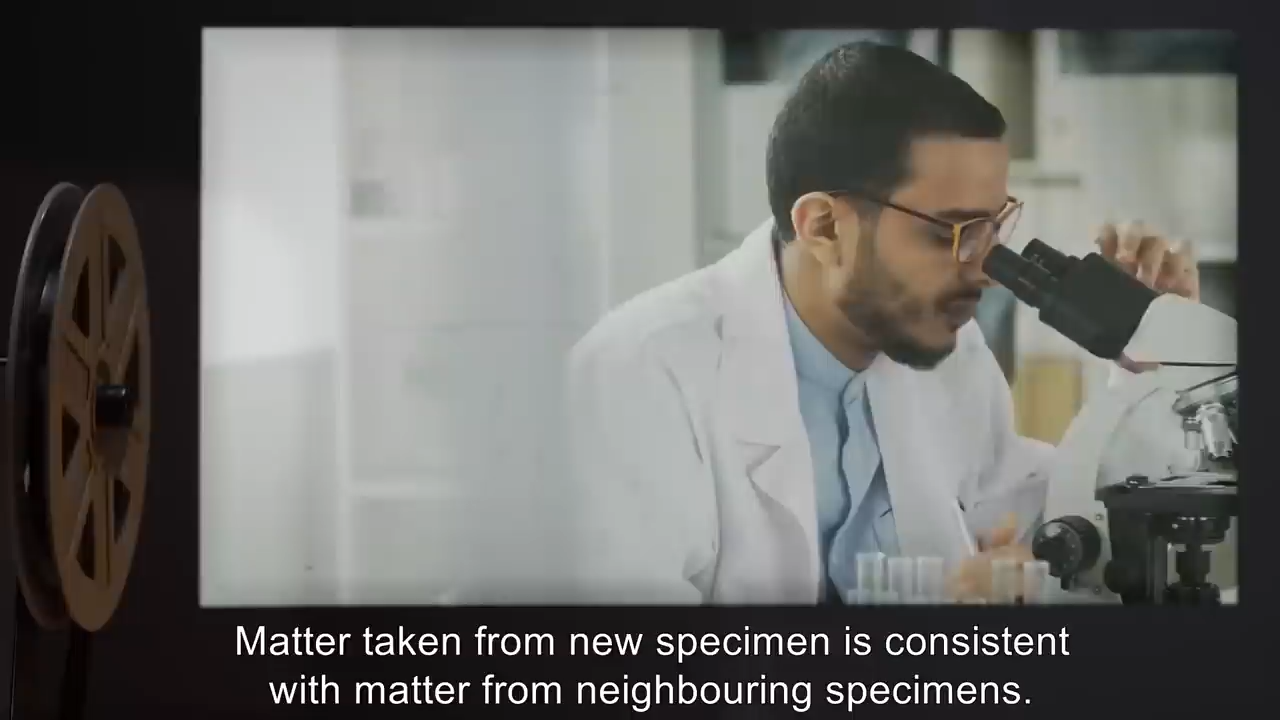 Matter taken from new specimen is consistent
with matter from neighbouring specimens.